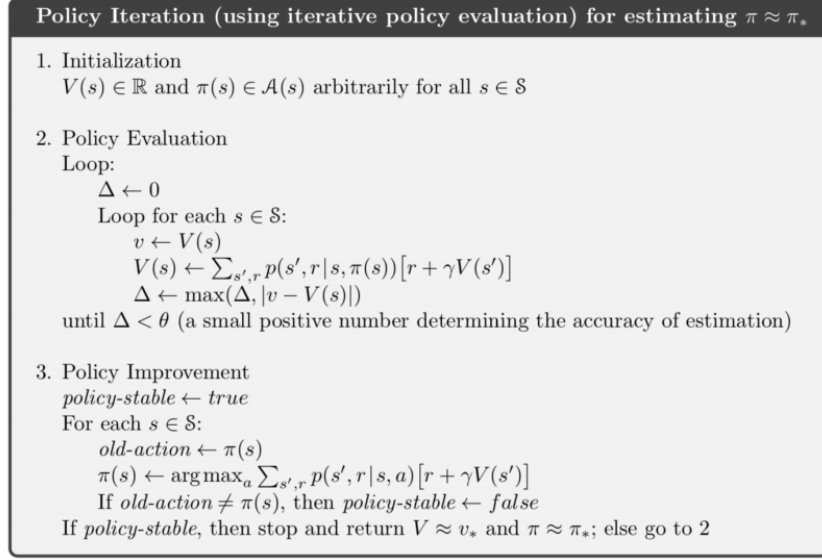 Policy Iteration (using iterative policy evaluation) for estimating π ≈ π*
1. Initialization
V(s) ∈ ℝ and π(s) ∈ 𝒜(s) arbitrarily for all s ∈ 𝒮
2. Policy Evaluation
Loop:
Δ ← 0
Loop for each s ∈ 𝒮:
v ← V(s)
V(s) ← ∑_{s′,r} p(s′, r|s, π(s))[r + γV(s′)]
Δ ← max(Δ, |v − V(s)|)
until Δ < θ (a small positive number determining the accuracy of estimation)
3. Policy Improvement
policy-stable ← true
For each s ∈ 𝒮:
old-action ← π(s)
π(s) ← arg max_a ∑_{s′,r} p(s′, r|s, a)[r + γV(s′)]
If old-action ≠ π(s), then policy-stable ← false
If policy-stable, then stop and return V ≈ v* and π ≈ π*; else go to 2